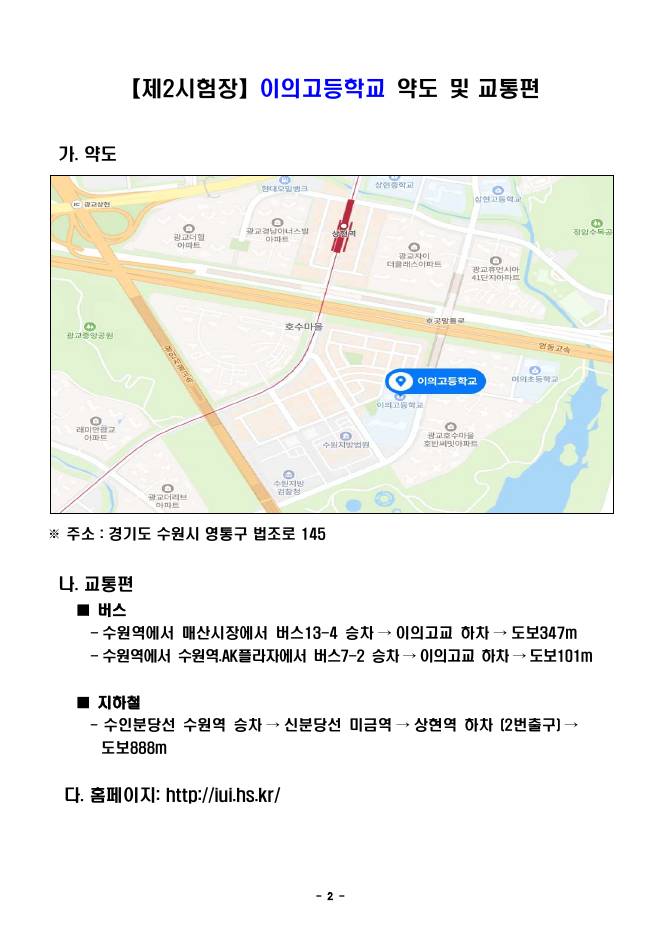 【제2시험장】 이의고등학교 약도 및 교통편
가. 약도
현대오일뱅크
상현중학교
상현고등학교
IC 광교상현
광교더힐
아파트
광교경남아너스빌
아파트
상현역
정암수목공
광교자이
더클래스아파트
광교휴먼시아
41단지아파트
호수마을
광교중앙공원
영동고속
이의고등학교
이의고등학교
래미안광교
아파트
수원지방법원
광교호수마을
호반써밋아파트
수원지방
검찰청
광교더리브
아파트
※ 주소 : 경기도 수원시 영통구 법조로 145
나. 교통편
■ 버스
- 수원역에서 매산시장에서 버스13-4 승차 → 이의고교 하차 → 도보347m
- 수원역에서 수원역.AK플라자에서 버스7-2 승차 → 이의고교 하차 → 도보101m
■ 지하철
- 수인분당선 수원역 승차 → 신분당선 미금역 → 상현역 하차 (2번출구) →
도보888m
다. 홈페이지: http://iui.hs.kr/
- 2 -